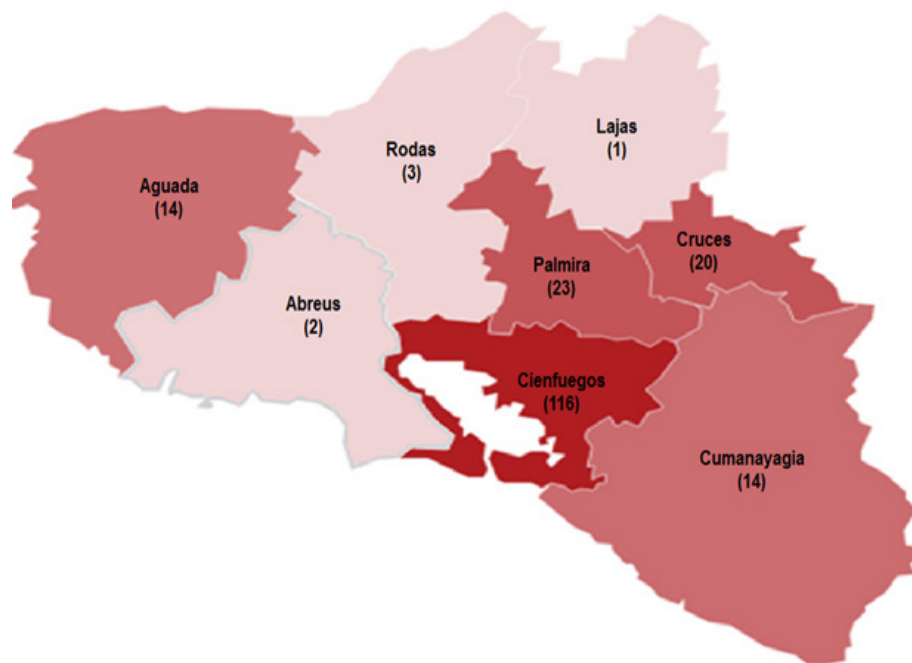 Lajas
(1)
Rodas
(3)
Aguada
(14)
Cruces
(20)
Palmira
(23)
Abreus
(2)
Cienfuegos
(116)
Cumanayagia
(14)